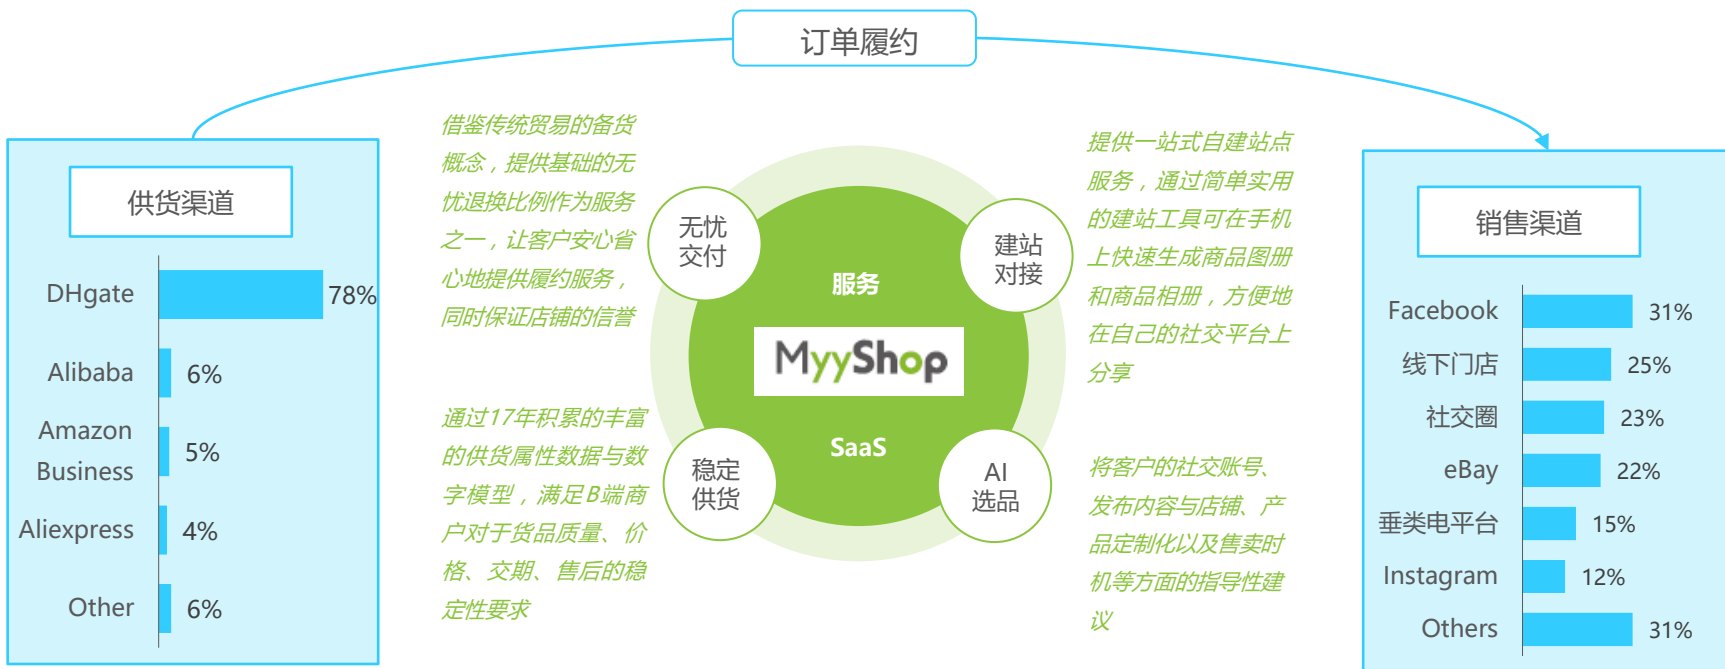 订单履约
供货渠道
DHgate
78%
Alibaba
6%
Amazon
Business
5%
Aliexpress
4%
Other
6%
借鉴传统贸易的备货
概念，提供基础的无
忧退换比例作为服务
之一，让客户安心省
心地提供履约服务，
同时保证店铺的信誉
通过17年积累的丰富
的供货属性数据与数
字模型，满足B端商
户对于货品质量、价
格、交期、售后的稳
定性要求
无忧
交付
建站
对接
服务
MyyShop
SaaS
稳定
供货
AI
选品
提供一站式自建站点
服务，通过简单实用
的建站工具可在手机
上快速生成商品图册
和商品相册，方便地
在自己的社交平台上
分享
将客户的社交账号、
发布内容与店铺、产
品定制化以及售卖时
机等方面的指导性建
议
销售渠道
Facebook
31%
线下门店
25%
社交圈
23%
eBay
22%
垂类电平台
15%
Instagram
12%
Others
31%